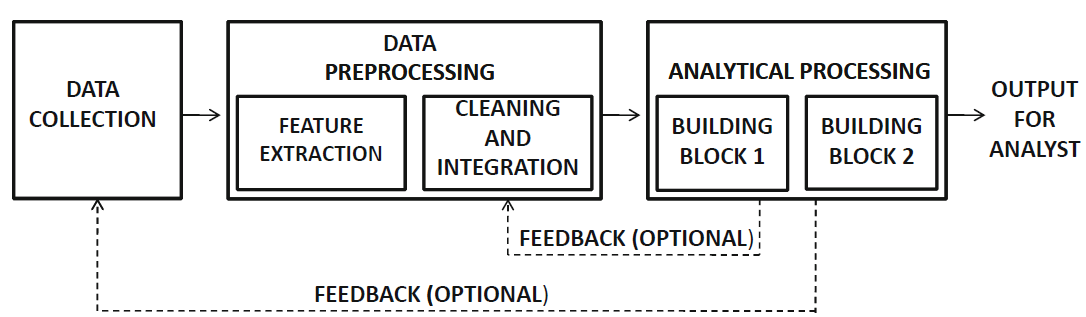 DATA
COLLECTION
DATA
PREPROCESSING
FEATURE
EXTRACTION
CLEANING
AND
INTEGRATION
ANALYTICAL PROCESSING
BUILDING
BLOCK 1
BUILDING
BLOCK 2
OUTPUT
FOR
ANALYST
FEEDBACK (OPTIONAL)
FEEDBACK (OPTIONAL)